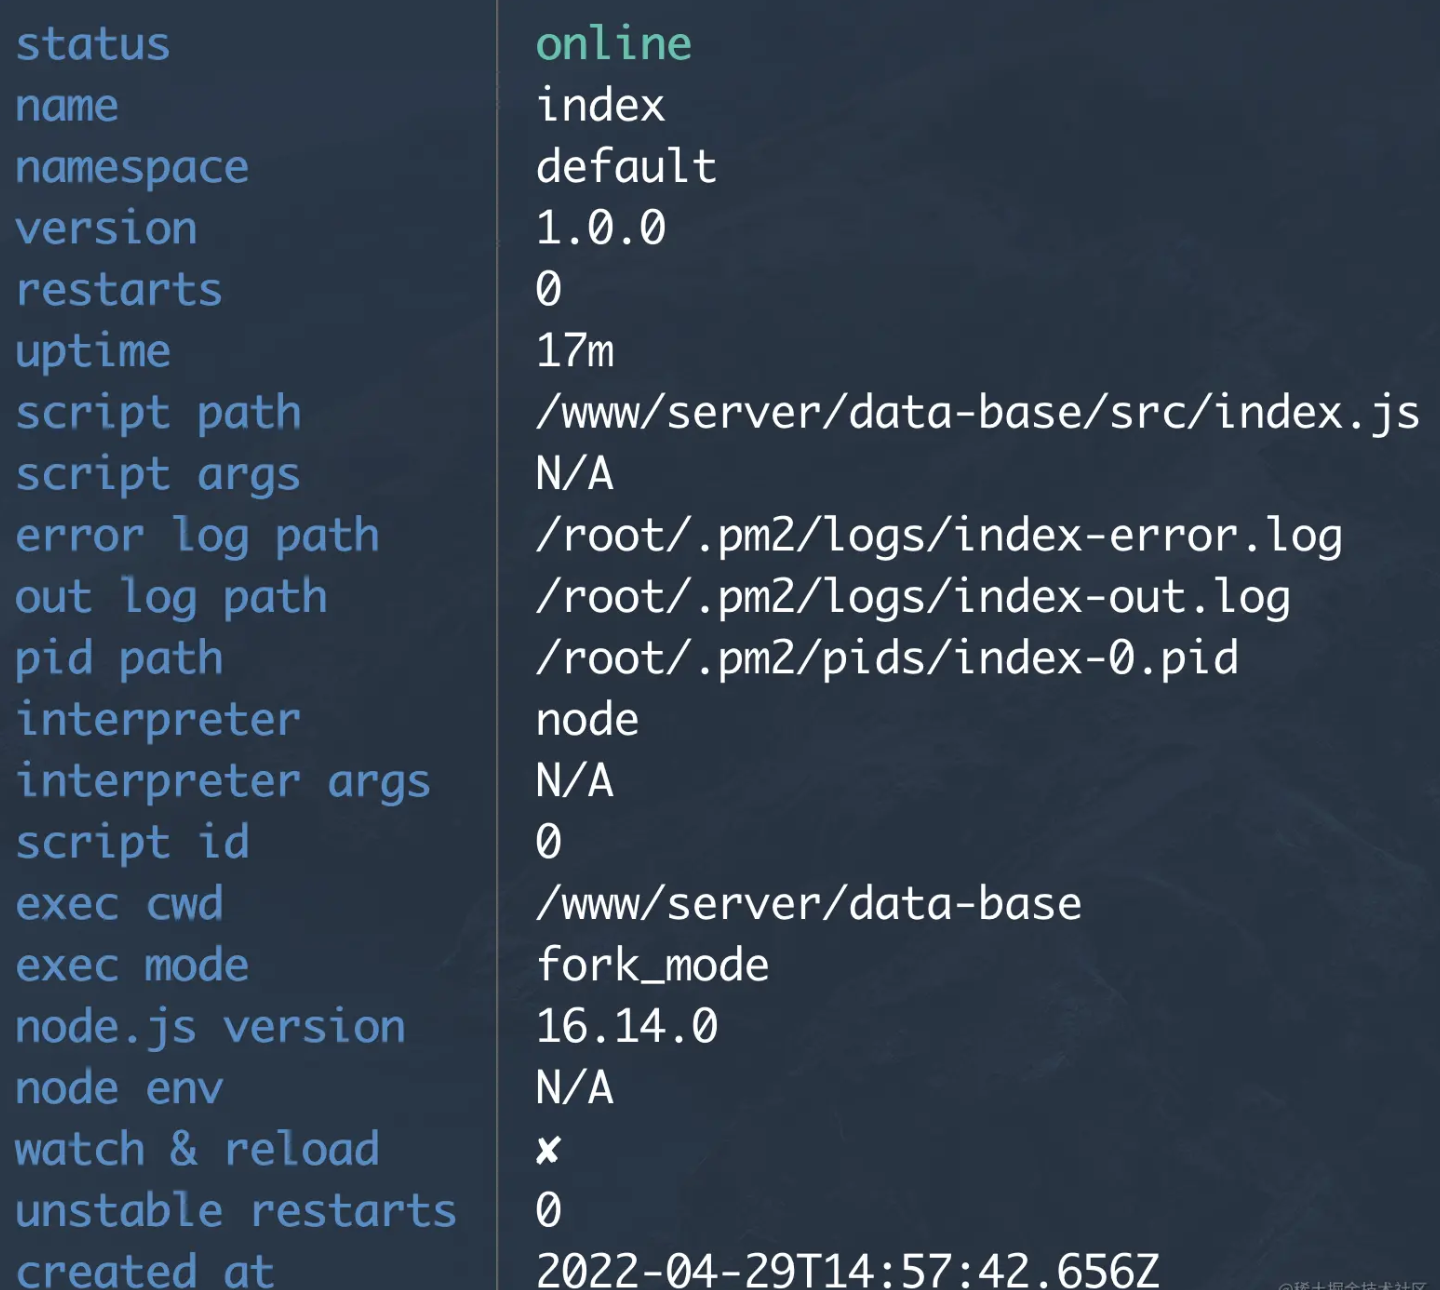 status online
name index
namespace default
version 1.0.0
restarts 0
uptime 17m
script path /www/server/data-base/src/index.js
script args N/A
error log path /root/.pm2/logs/index-error.log
out log path /root/.pm2/logs/index-out.log
pid path /root/.pm2/pids/index-0.pid
interpreter node
interpreter args N/A
script id 0
exec cwd /www/server/data-base
exec mode fork_mode
node.js version 16.14.0
node env N/A
watch & reload ✘
unstable restarts 0
created at 2022-04-29T14:57:42.656Z
@稀土掘金技术社区